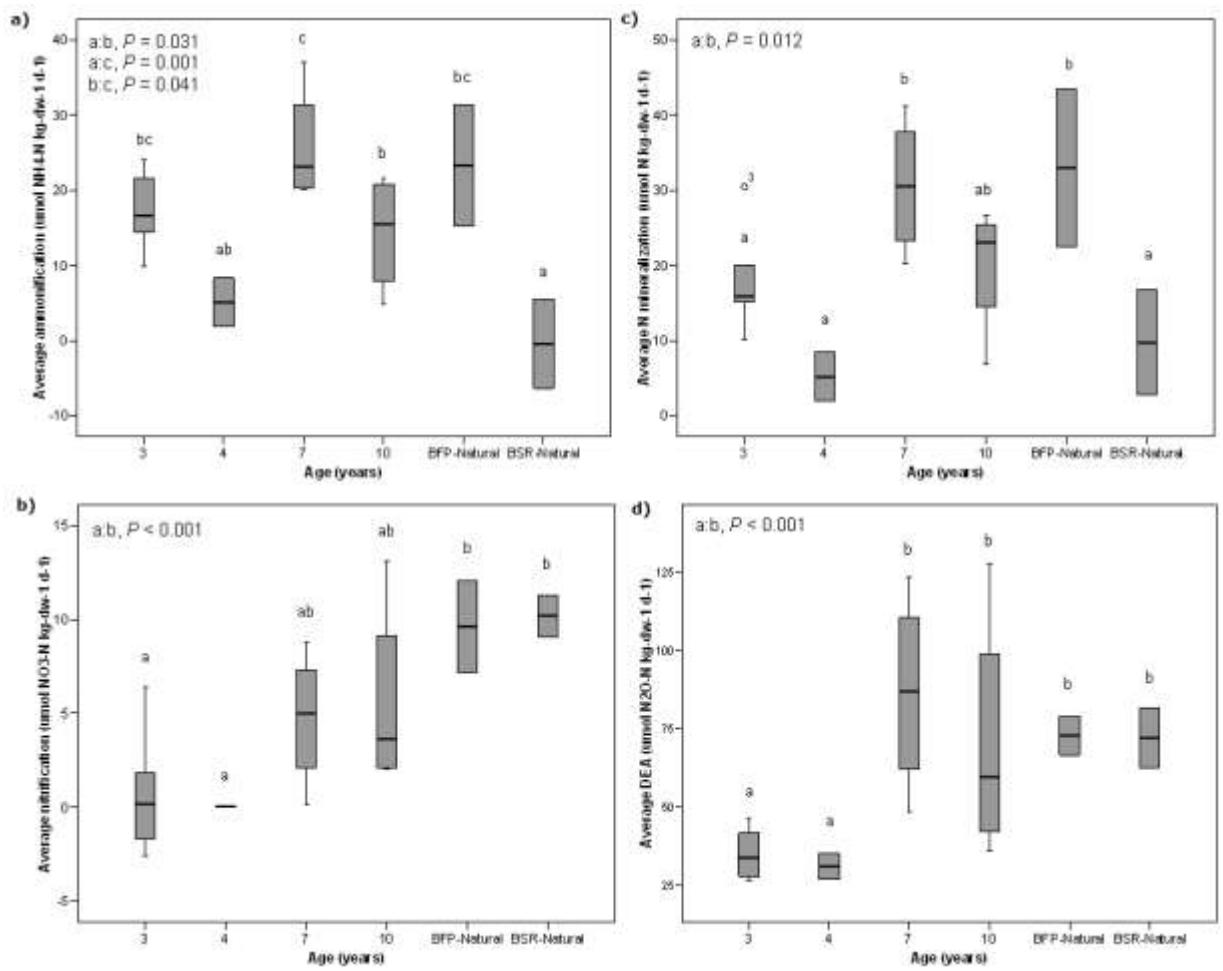 a)
a:b, P = 0.031
a:c, P = 0.001
b:c, P = 0.041
40
30
20
10
0
-10
Average ammonification (umol NH4-N kg-dw-1 d-1)
bc
ab
c
b
bc
a
3
4
7
10
BFP-Natural
BSR-Natural
Age (years)
c)
a:b, P = 0.012
50
40
30
20
10
0
Average N mineralization (umol N kg-dw-1 d-1)
3
a
a
b
ab
b
a
3
4
7
10
BFP-Natural
BSR-Natural
Age (years)
b)
a:b, P < 0.001
15
10
5
0
-5
Average nitrification (umol NO3-N kg-dw-1 d-1)
a
a
ab
ab
b
b
3
4
7
10
BFP-Natural
BSR-Natural
Age (years)
d)
a:b, P < 0.001
125
100
75
50
25
Average DEA (umol N2O-N kg-dw-1 d-1)
a
a
b
b
b
b
3
4
7
10
BFP-Natural
BSR-Natural
Age (years)